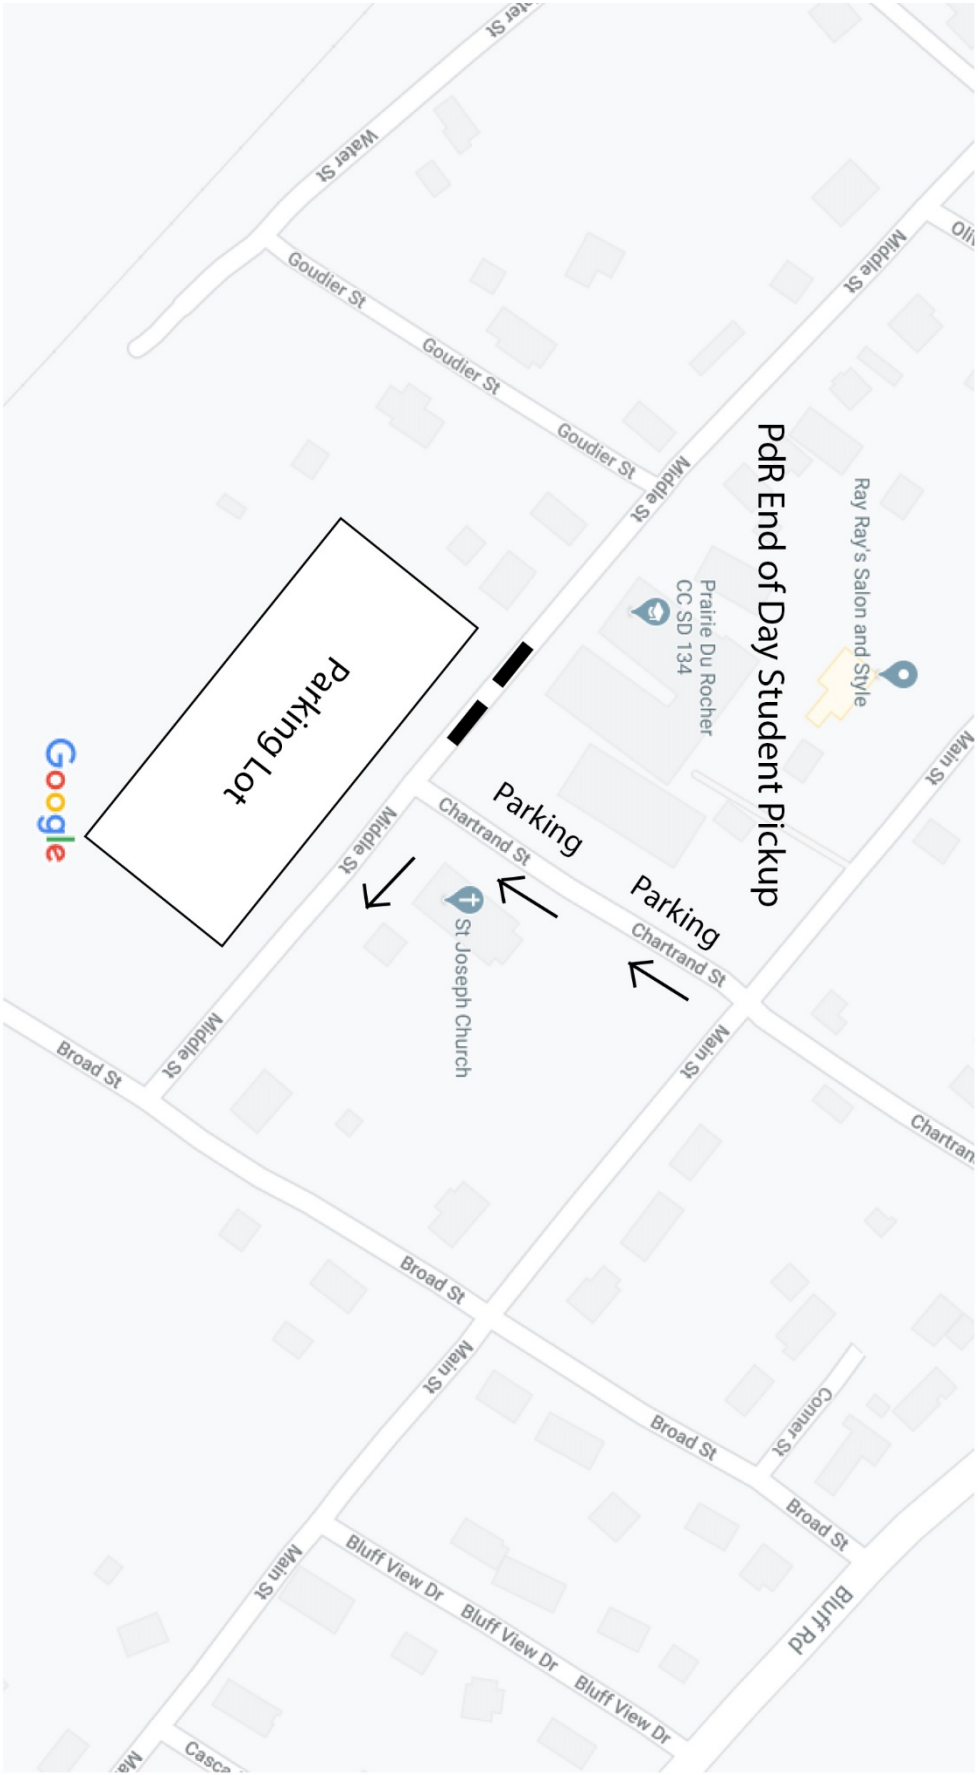 PdR End of Day Student Pickup
Ray Ray's Salon and Style
Prairie Du Rocher
CC SD 134
Parking
Parking
Parking Lot
St Joseph Church
Water St
Goudier St
Goudier St
Goudier St
Middle St
Middle St
Middle St
Middle St
Chartrand St
Chartrand St
Main St
Main St
Main St
Main St
Broad St
Broad St
Broad St
Broad St
Conner St
Bluff Rd
Bluff View Dr
Bluff View Dr
Bluff View Dr
Google